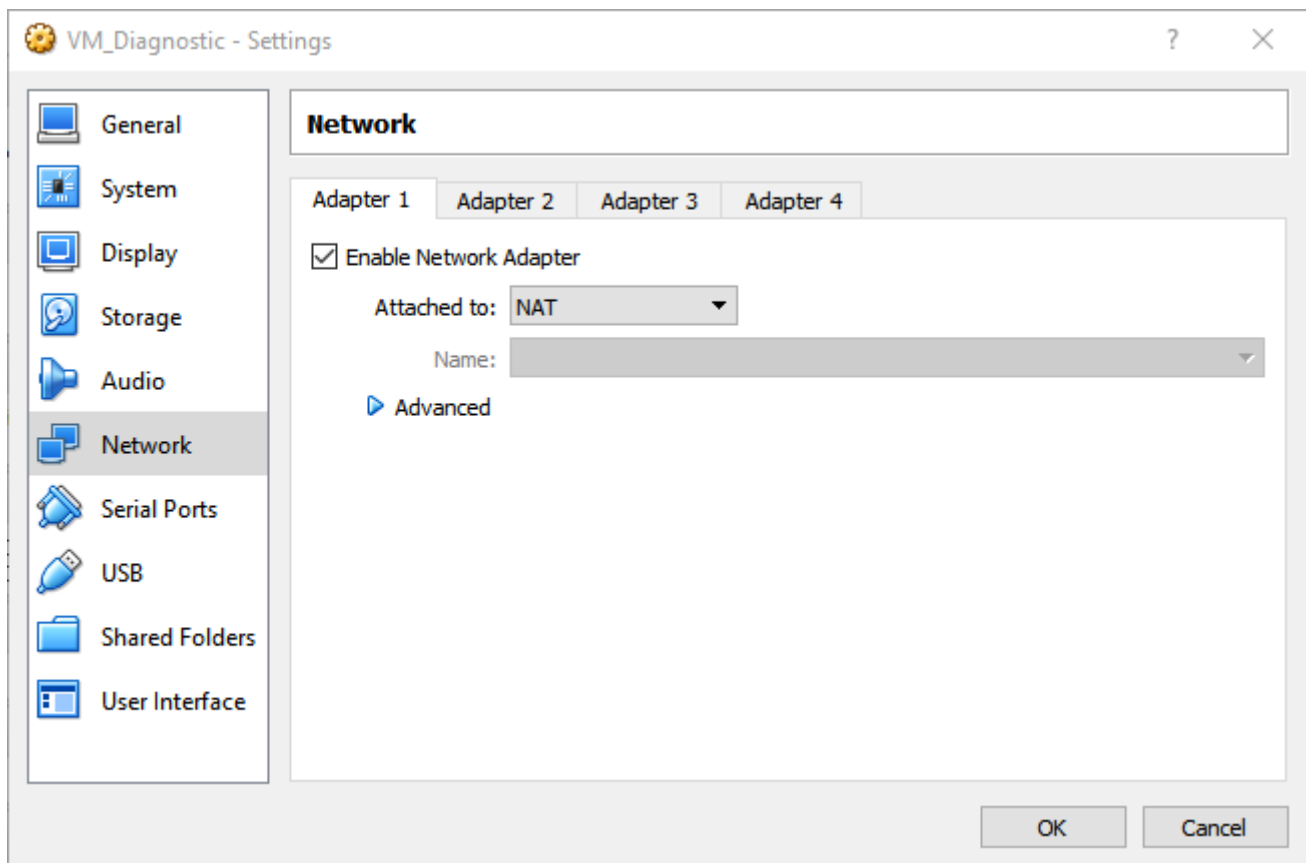 VM_Diagnostic - Settings
?
General
System
Display
Storage
Audio
Network
Serial Ports
USB
Shared Folders
User Interface
Network
Adapter 1 Adapter 2 Adapter 3 Adapter 4
Enable Network Adapter
Attached to: NAT
Name:
Advanced
OK Cancel